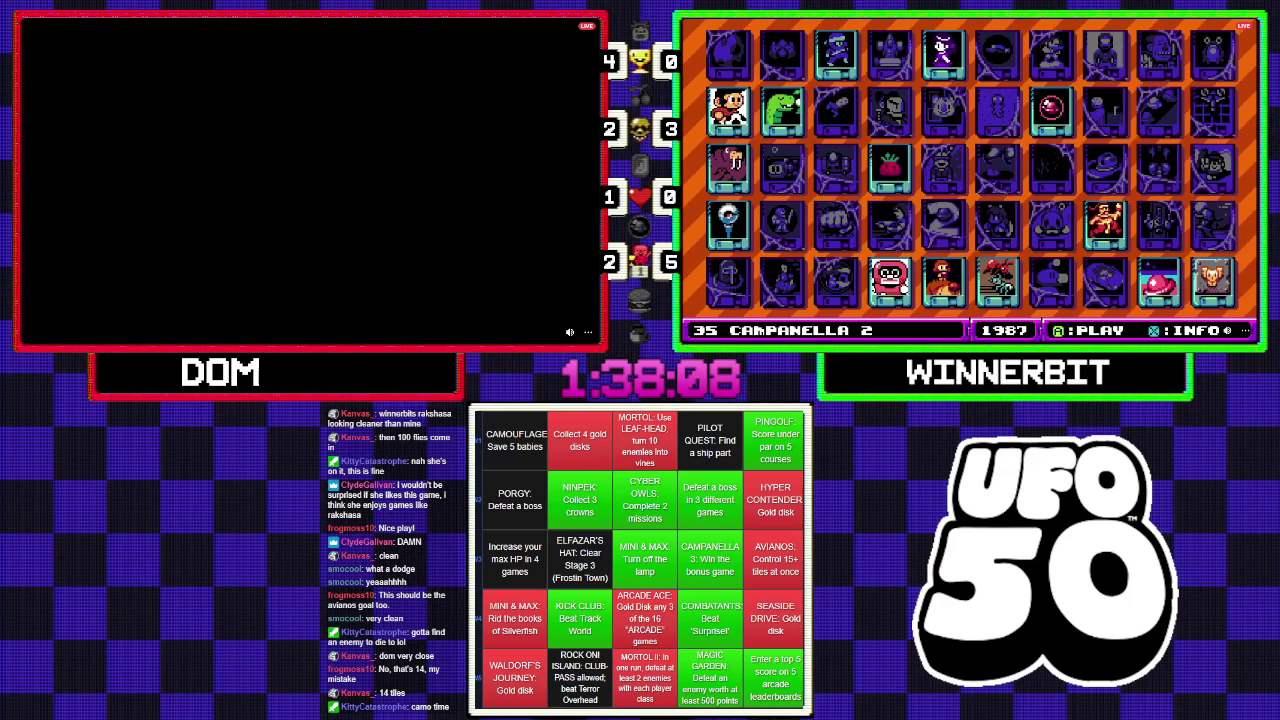 LIVE
LIVE
4 0
2 3
1 0
2 5
1
35 CAMPANELLA 2
1987
A:PLAY X:INFO
DOM
1:38:08
WINNERBIT
Kanvas_: winnerbits rakshasa
looking cleaner than mine
Kanvas_: then 100 flies come
in
KittyCatastrophe: nah she's
on it, this is fine
ClydeGallvan: I wouldn't be
surprised if she likes this game, i
think she enjoys games like
rakshasa
frogmoss10: Nice play!
ClydeGallvan: DAMN
Kanvas_: clean
smocool: what a dodge
smocool: yeaaahhhh
frogmoss10: This should be the
avianos goal too.
smocool: very clean
KittyCatastrophe: gotta find
an enemy to die to lol
Kanvas_: dom very close
frogmoss10: No, that's 14, my
mistake
Kanvas_: 14 tiles
KittyCatastrophe: camo time
CAMOUFLAGE:
Save 5 babies
Collect 4 gold
disks
MORTOL: Use
LEAF-HEAD,
turn 10
enemies into
vines
PILOT
QUEST: Find
a ship part
PINGOLF:
Score under
par on 5
courses
PORGY:
Defeat a boss
NINPEK:
Collect 3
crowns
CYBER
OWLS:
Complete 2
missions
Defeat a boss
in 3 different
games
HYPER
CONTENDER:
Gold disk
Increase your
max HP in 4
games
ELFAZAR'S
HAT: Clear
Stage 3
(Frostin Town)
MINI & MAX:
Turn off the
lamp
CAMPANELLA
3: Win the
bonus game
AVIANOS:
Control 15+
tiles at once
MINI & MAX:
Rid the books
of Silverfish
KICK CLUB:
Beat Track
World
ARCADE ACE:
Gold Disk any 3
of the 16
"ARCADE"
games
COMBATANTS:
Beat
'Surprise!'
SEASIDE
DRIVE: Gold
disk
WALDORF'S
JOURNEY:
Gold disk
ROCK ON!
ISLAND: CLUB-
PASS allowed;
beat Terror
Overhead
MORTOL II: In
one run, defeat at
least 2 enemies
with each player
class
MAGIC
GARDEN:
Defeat an
enemy worth at
least 500 points
Enter a top 5
score on 5
arcade
leaderboards
UFO
50
TM